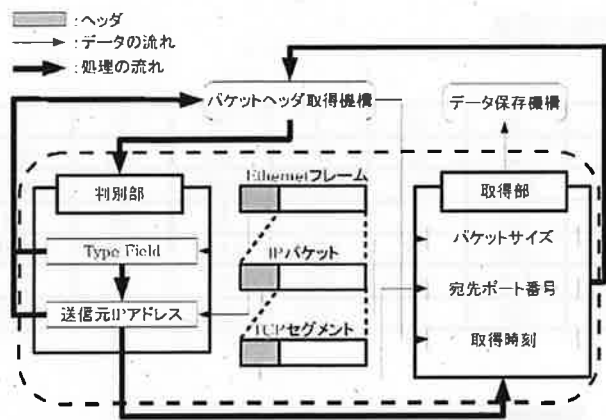 :ヘッダ
:データの流れ
:処理の流れ
パケットヘッダ取得機構
データ保存機構
Ethernetフレーム
判別部
取得部
Type Field
IPパケット
パケットサイズ
送信元IPアドレス
宛先ポート番号
TCPセグメント
取得時刻